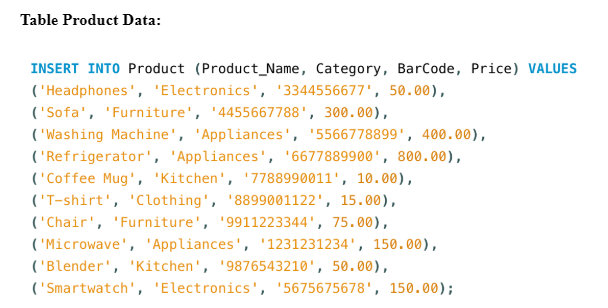 Table Product Data:
INSERT INTO Product (Product_Name, Category, BarCode, Price) VALUES
('Headphones', 'Electronics', '3344556677', 50.00),
('Sofa', 'Furniture', '4455667788', 300.00),
('Washing Machine', 'Appliances', '5566778899', 400.00),
('Refrigerator', 'Appliances', '6677889900', 800.00),
('Coffee Mug', 'Kitchen', '7788990011', 10.00),
('T-shirt', 'Clothing', '8899001122', 15.00),
('Chair', 'Furniture', '9911223344', 75.00),
('Microwave', 'Appliances', '1231231234', 150.00),
('Blender', 'Kitchen', '9876543210', 50.00),
('Smartwatch', 'Electronics', '5675675678', 150.00);